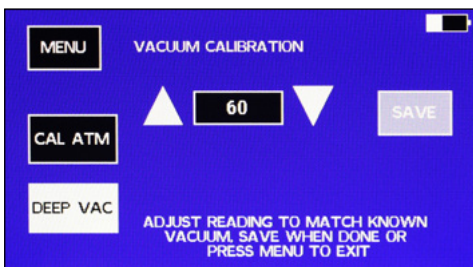 MENU
VACUUM CALIBRATION
60
SAVE
CAL ATM
DEEP VAC
ADJUST READING TO MATCH KNOWN
VACUUM. SAVE WHEN DONE OR
PRESS MENU TO EXIT